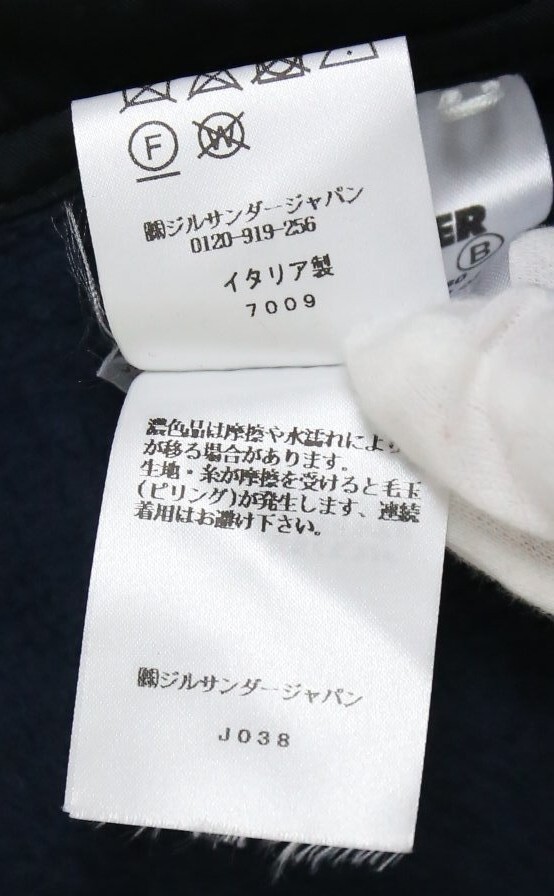 F W
㈱ジルサンダージャパン
0120-919-256
イタリア製
7009
ER
B
濃色品は摩擦や水濡れにより
が移る場合があります。
生地・糸が摩擦を受けると毛玉
(ピリング)が発生します、連続
着用はお避け下さい。
㈱ジルサンダージャパン
J038